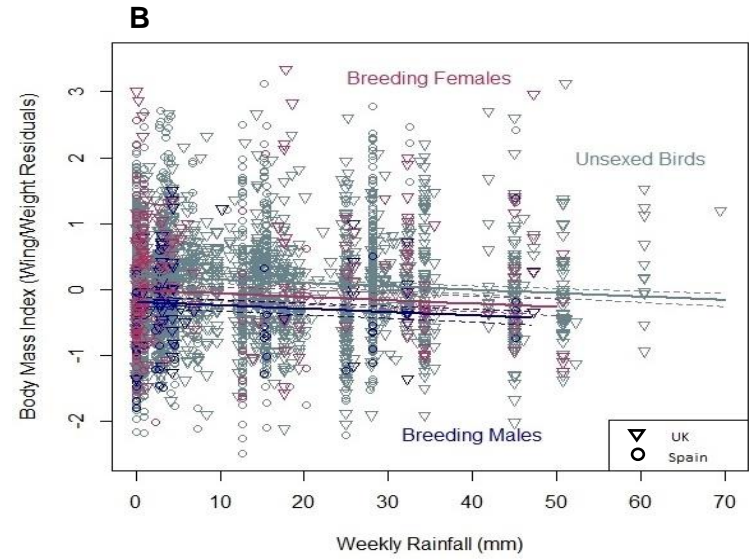 B
Breeding Females
Unsexed Birds
Breeding Males
UK
Spain
3
2
1
0
-1
-2
Body Mass Index (Wing/Weight Residuals)
0 10 20 30 40 50 60 70
Weekly Rainfall (mm)